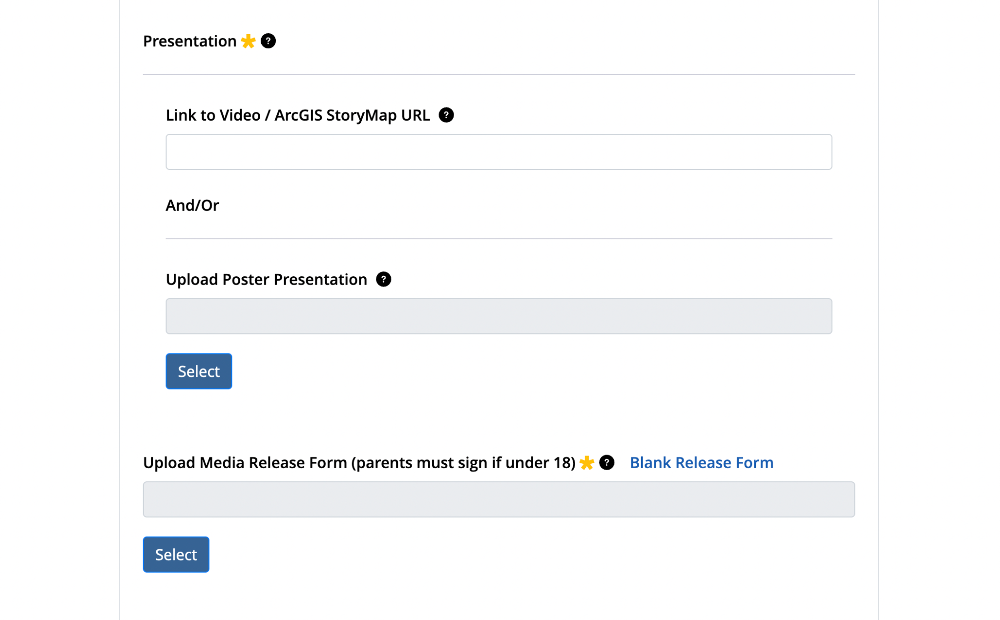 Presentation * ?
Link to Video / ArcGIS StoryMap URL ?
And/Or
Upload Poster Presentation ?
Select
Upload Media Release Form (parents must sign if under 18) * ? Blank Release Form
Select